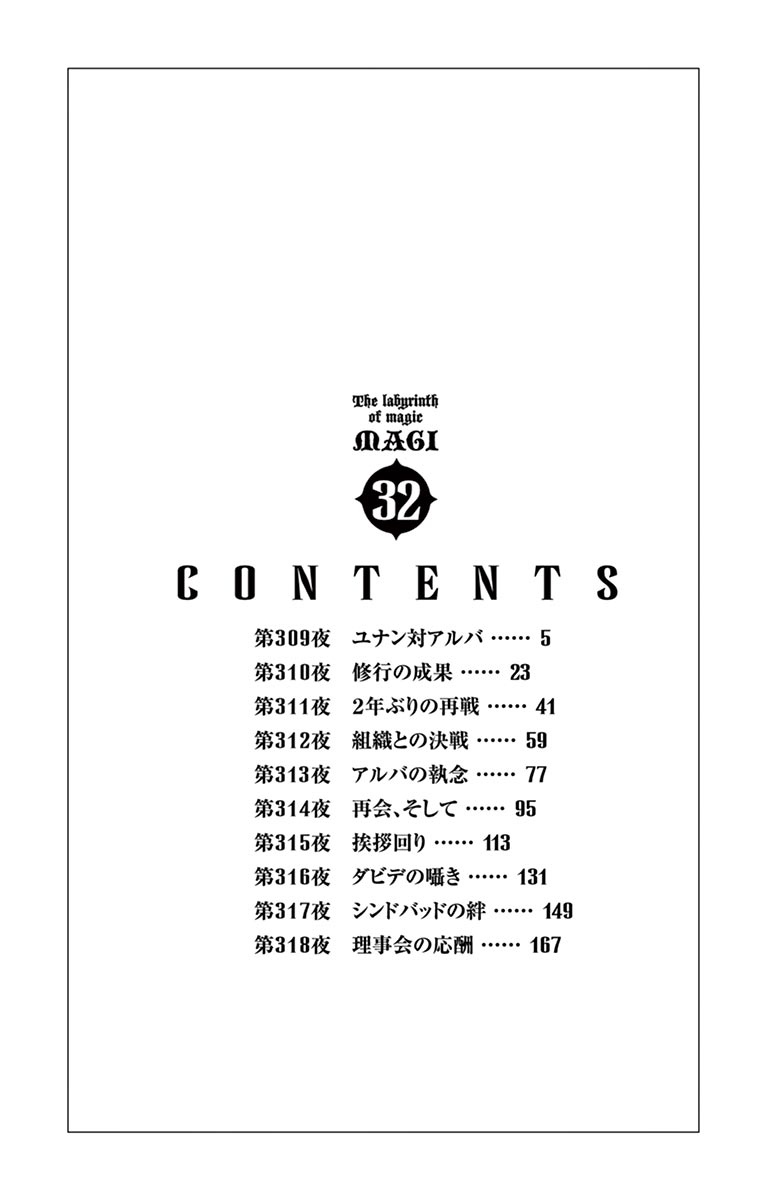 The labyrinth
of magic
MAGI
32
CONTENTS
第309夜 ユナン対アルバ …… 5
第310夜 修行の成果 …… 23
第311夜 2年ぶりの再戦 …… 41
第312夜 組織との決戦 …… 59
第313夜 アルバの執念 …… 77
第314夜 再会、そして …… 95
第315夜 挨拶回り …… 113
第316夜 ダビデの囁き …… 131
第317夜 シンドバッドの絆 …… 149
第318夜 理事会の応酬 …… 167